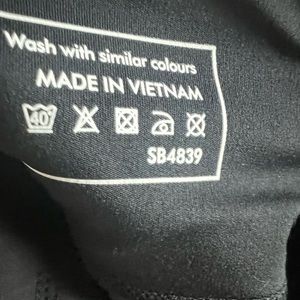 Wash with similar colours
MADE IN VIETNAM
40
SB4839